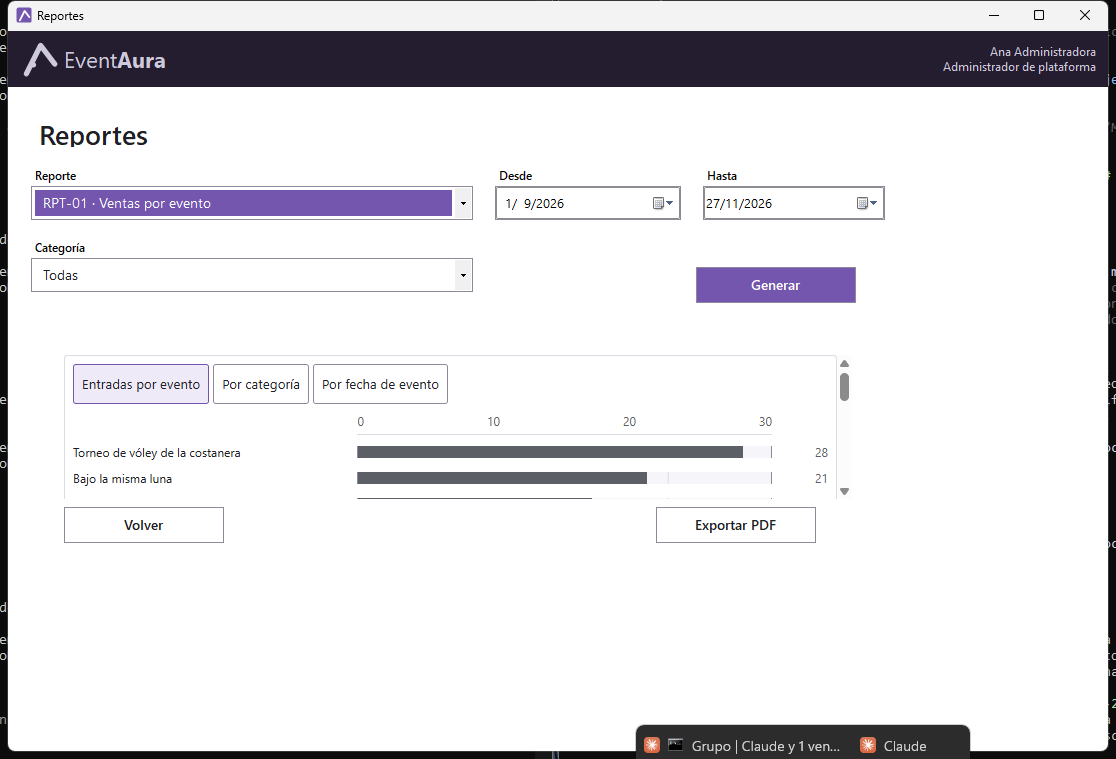 Reportes
EventAura
Ana Administradora
Administrador de plataforma
Reportes
Reporte
Desde
Hasta
RPT-01 · Ventas por evento
1/ 9/2026
27/11/2026
Categoría
Todas
Generar
Entradas por evento
Por categoría
Por fecha de evento
0 10 20 30
Torneo de vóley de la costanera 28
Bajo la misma luna 21
Volver
Exportar PDF
Grupo | Claude y 1 ven...
Claude